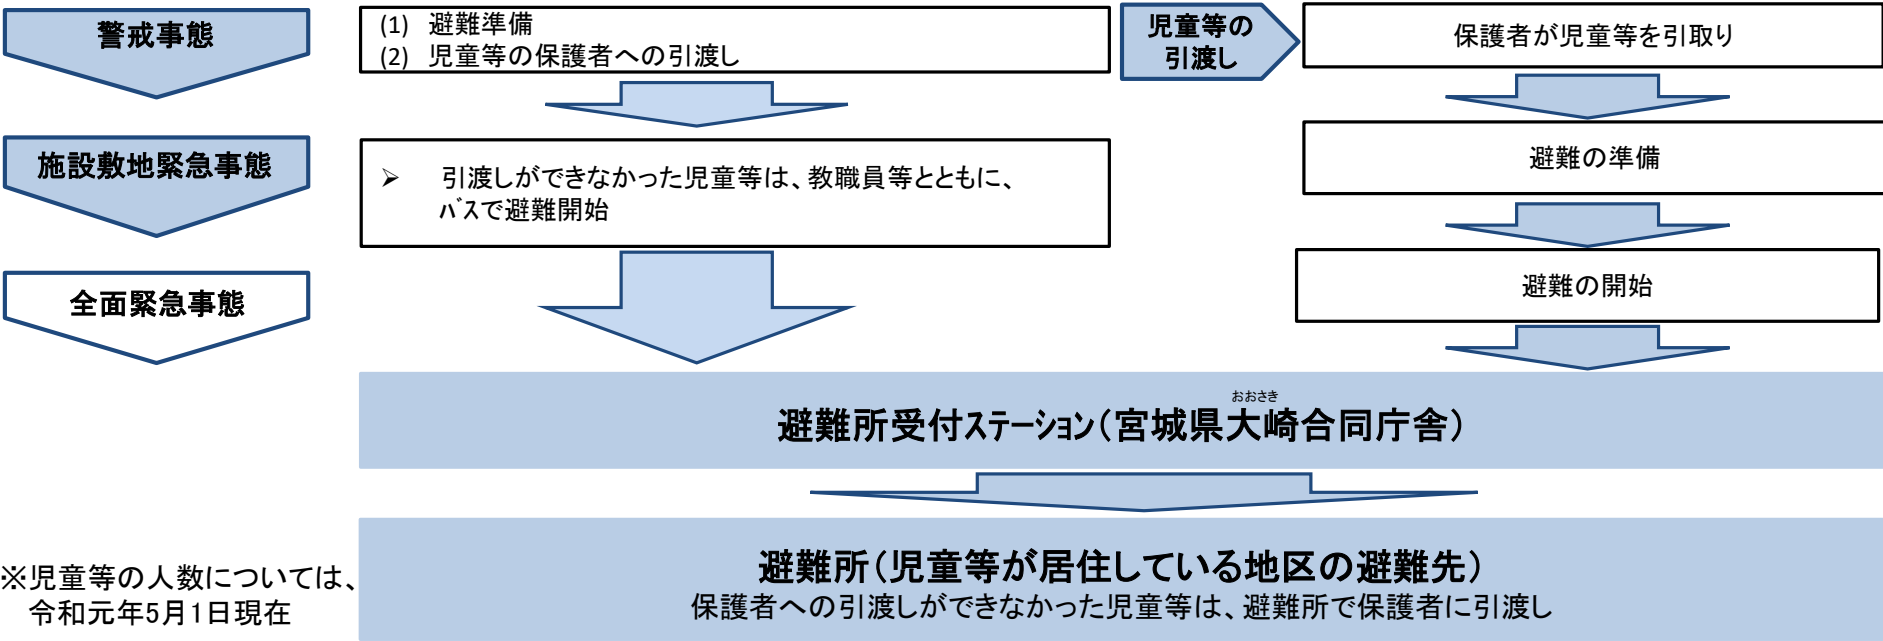 警戒事態
(1) 避難準備
(2) 児童等の保護者への引渡し
児童等の
引渡し
保護者が児童等を引取り
施設敷地緊急事態
➢ 引渡しができなかった児童等は、教職員等とともに、
ﾊﾞｽで避難開始
避難の準備
全面緊急事態
避難の開始
おおさき
避難所受付ｽﾃｰｼｮﾝ(宮城県大崎合同庁舎)
避難所(児童等が居住している地区の避難先)
保護者への引渡しができなかった児童等は、避難所で保護者に引渡し
※児童等の人数については、
令和元年5月1日現在